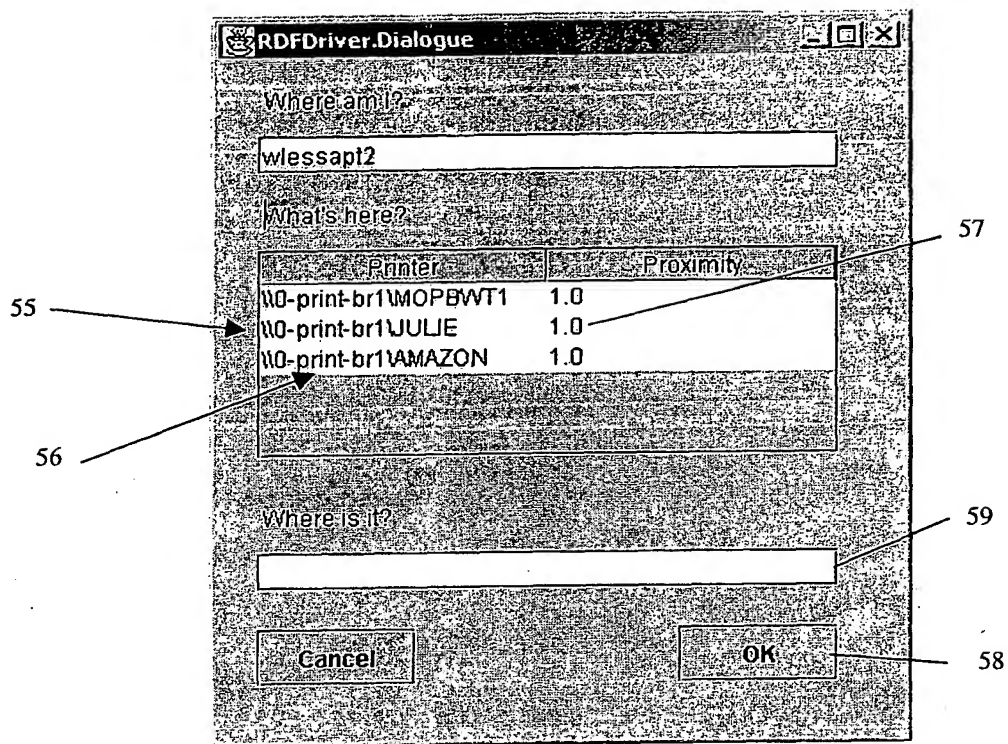 RDFDriver.Dialogue
Where am I?
wlessapt2
What's here?
57
Printer Proximity
55
\\0-print-br1\MOPBWT1 1.0
\\0-print-br1\JULIE 1.0
\\0-print-br1\AMAZON 1.0
56
Where is it?
59
Cancel OK
58